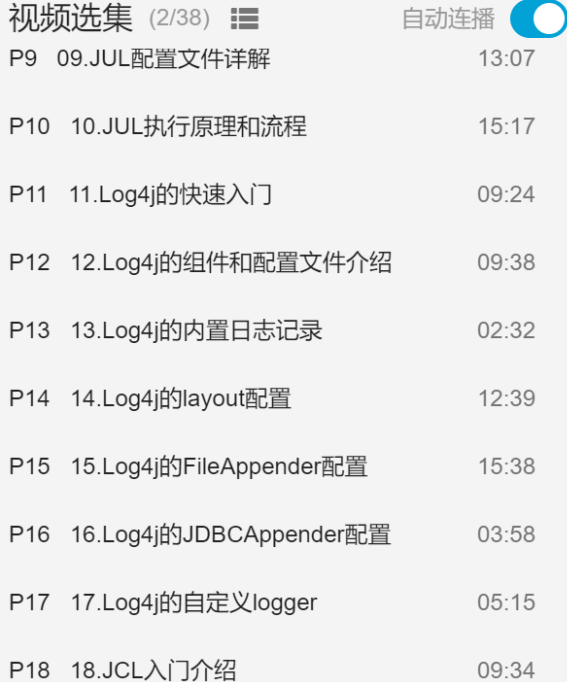 视频选集 (2/38) 自动连播
P9 09.JUL配置文件详解 13:07
P10 10.JUL执行原理和流程 15:17
P11 11.Log4j的快速入门 09:24
P12 12.Log4j的组件和配置文件介绍 09:38
P13 13.Log4j的内置日志记录 02:32
P14 14.Log4j的layout配置 12:39
P15 15.Log4j的FileAppender配置 15:38
P16 16.Log4j的JDBCAppender配置 03:58
P17 17.Log4j的自定义logger 05:15
P18 18.JCL入门介绍 09:34